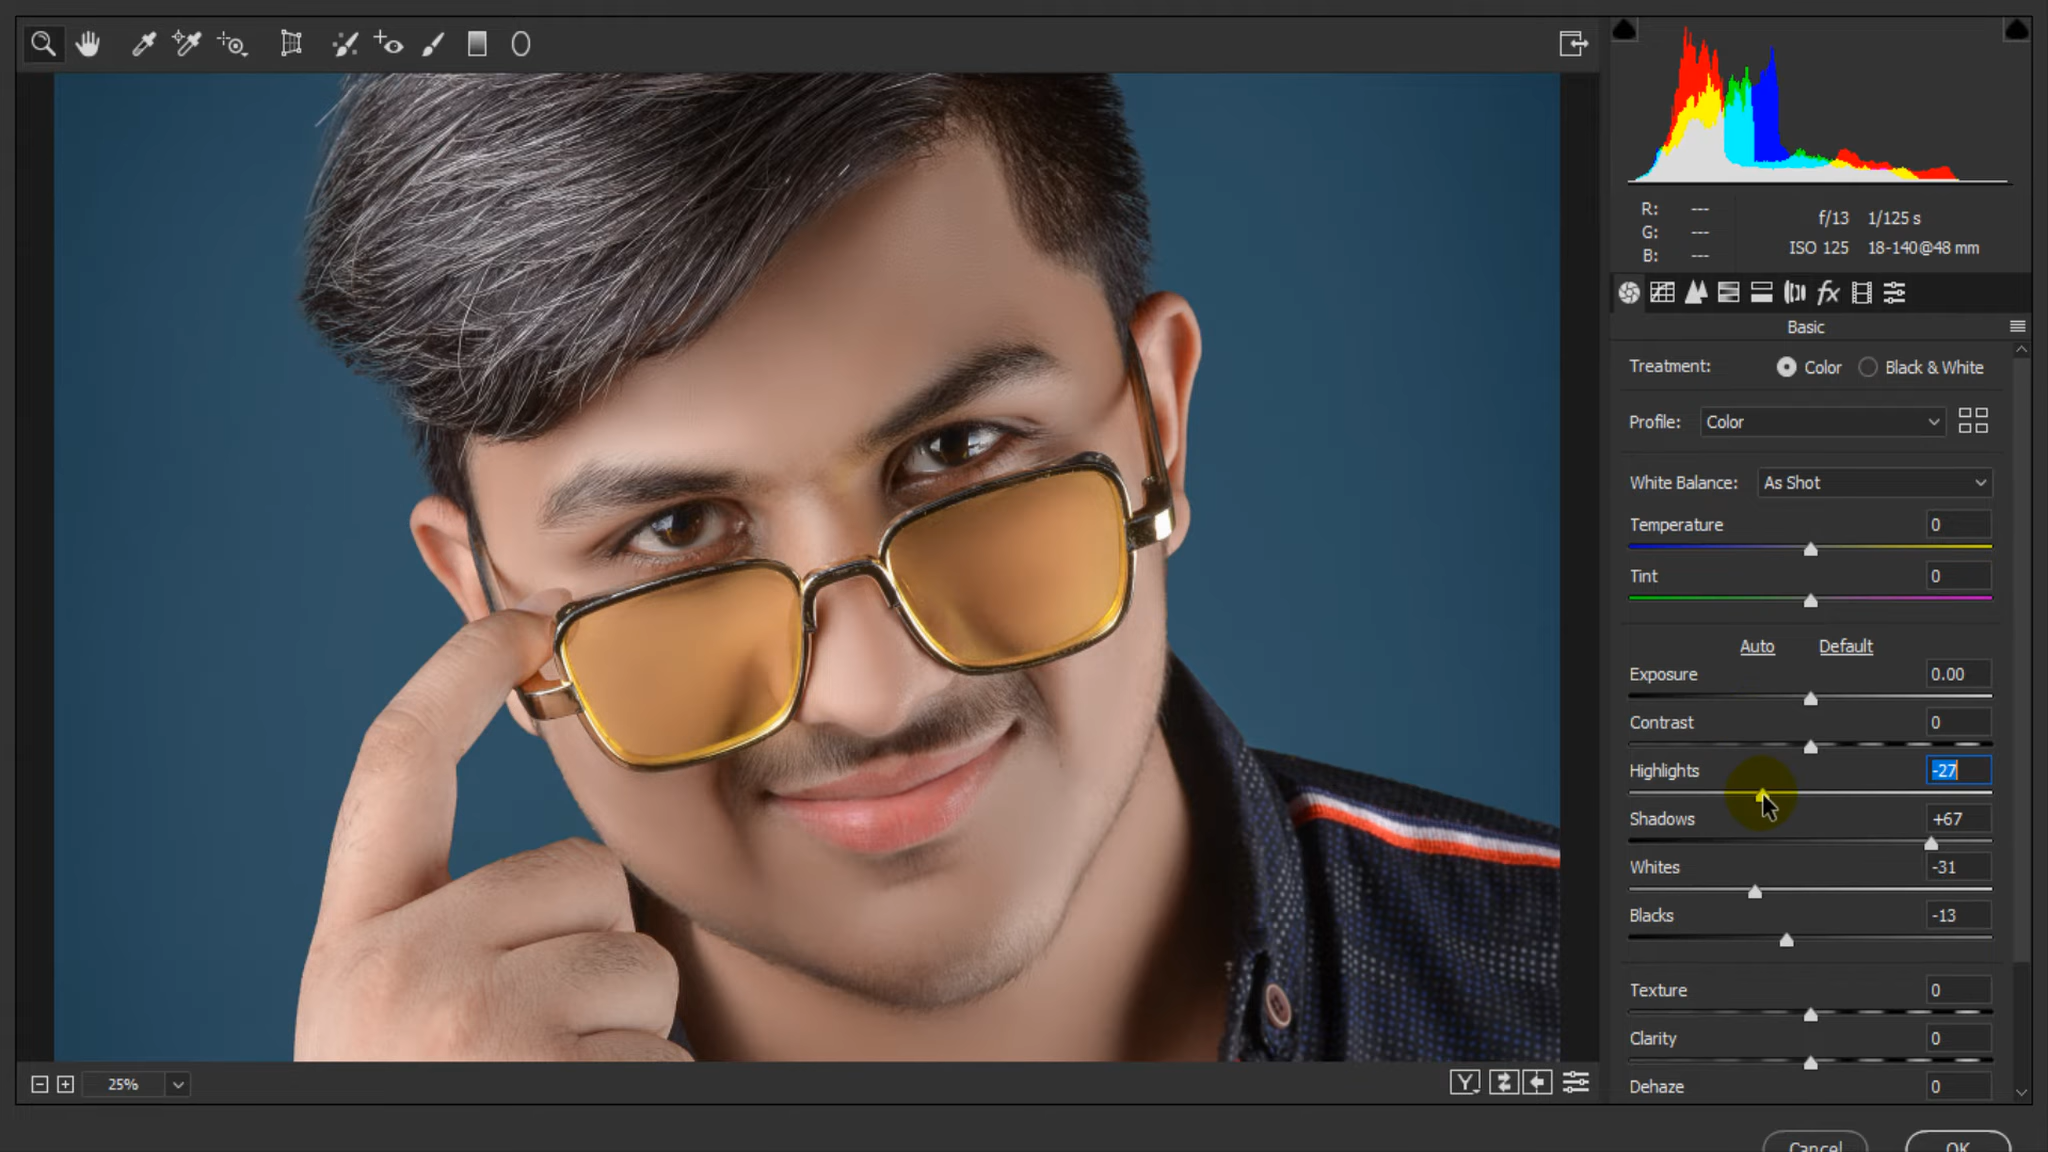 R: ---
G: ---
B: ---
f/13 1/125 s
ISO 125 18-140@48 mm
fx
Basic
Treatment: Color Black & White
Profile: Color
White Balance: As Shot
Temperature 0
Tint 0
Auto Default
Exposure 0.00
Contrast 0
Highlights -27
Shadows +67
Whites -31
Blacks -13
Texture 0
Clarity 0
Dehaze 0
25%
Y
Cancel OK